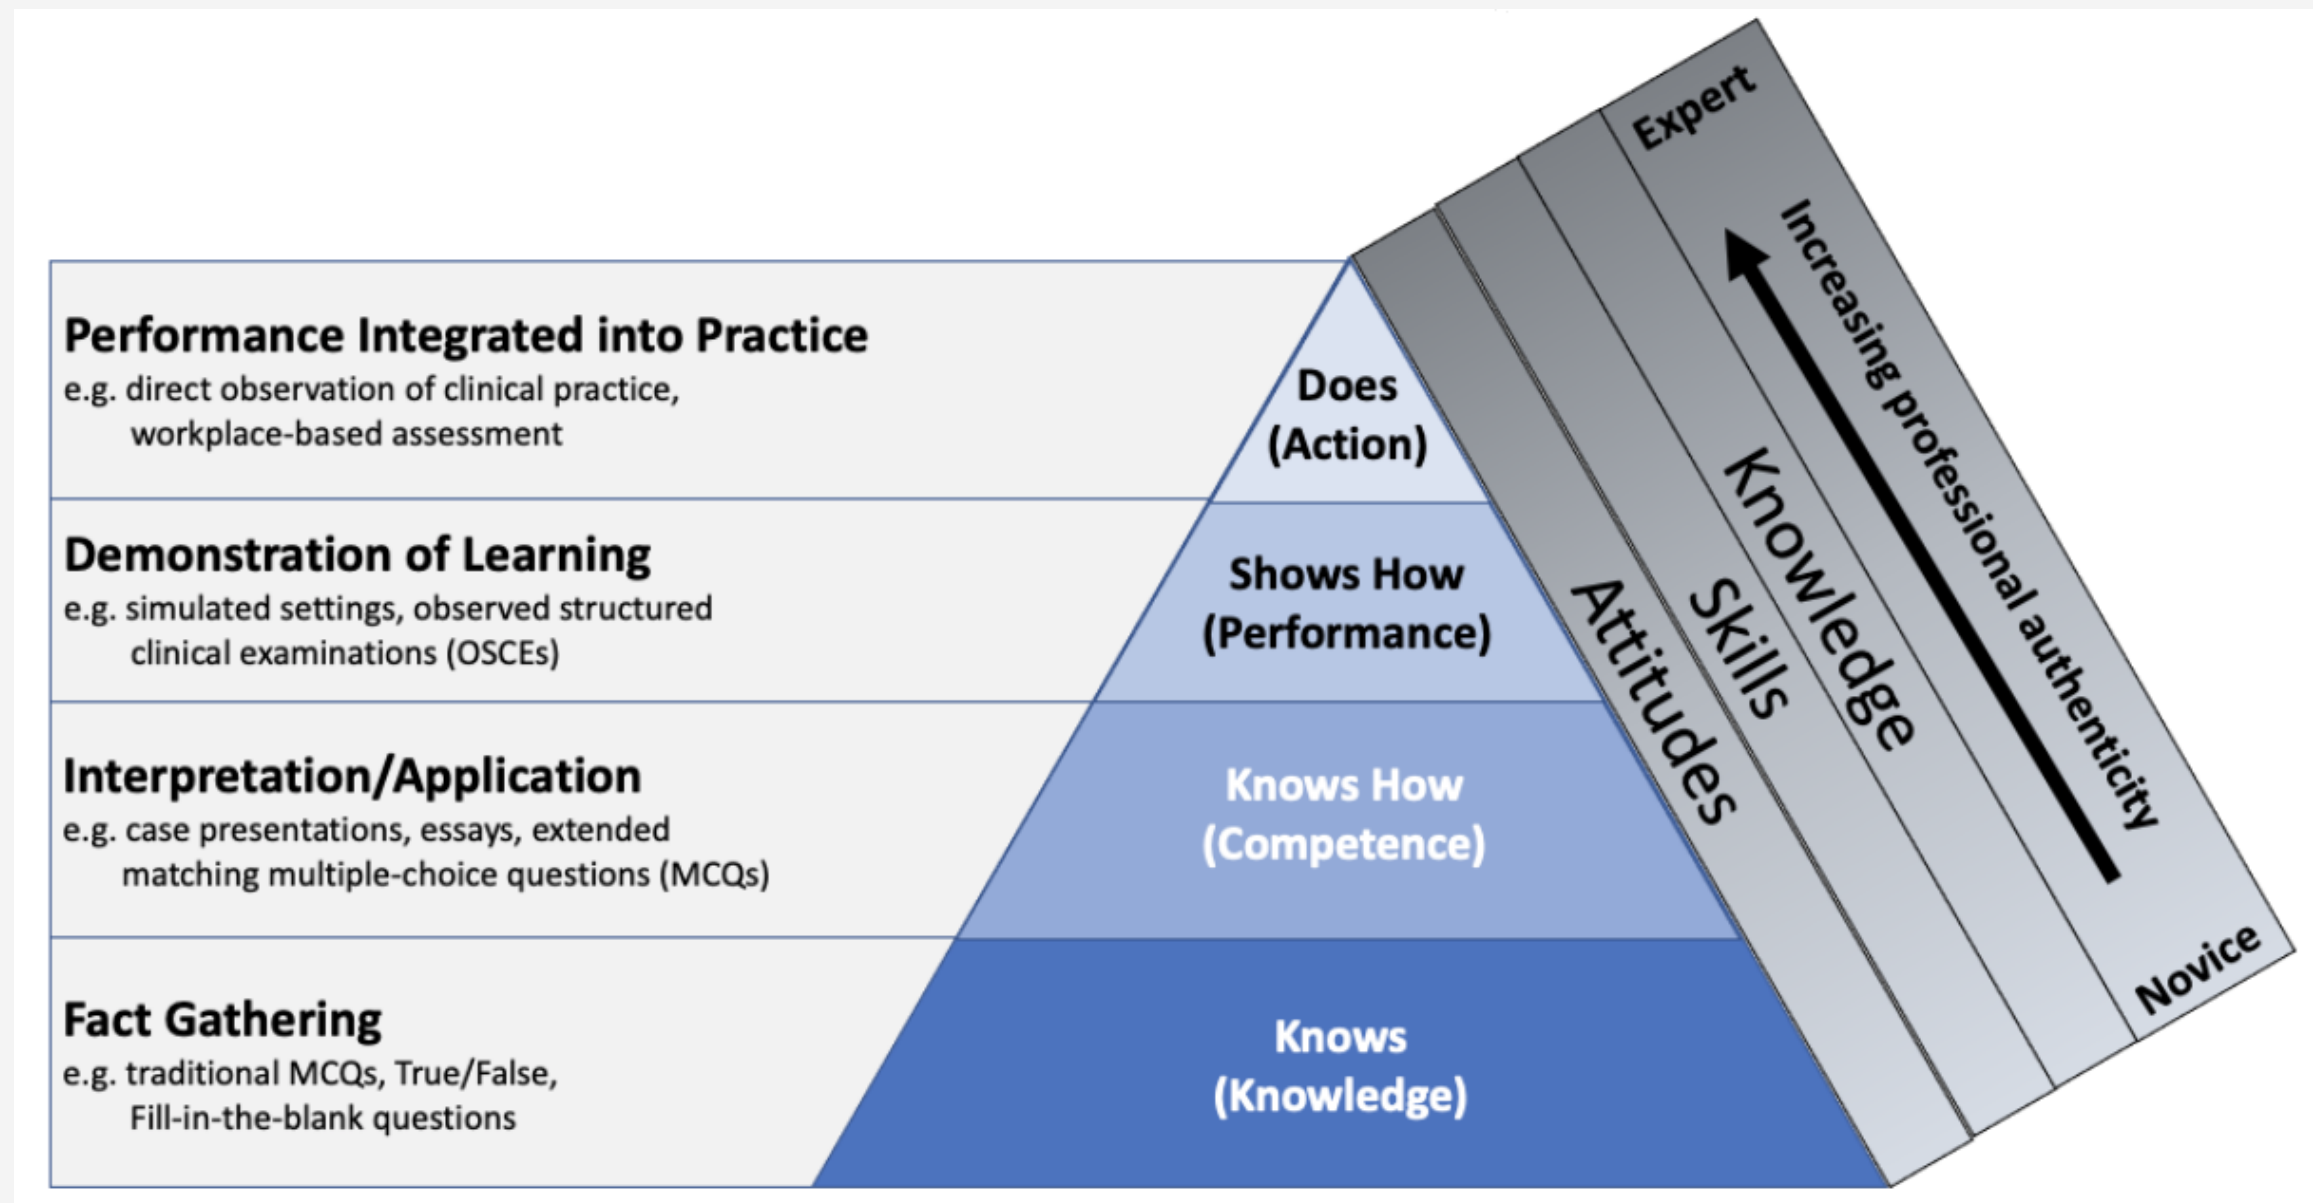 Performance Integrated into Practice
e.g. direct observation of clinical practice,
workplace-based assessment
Does
(Action)
Demonstration of Learning
e.g. simulated settings, observed structured
clinical examinations (OSCEs)
Shows How
(Performance)
Interpretation/Application
e.g. case presentations, essays, extended
matching multiple-choice questions (MCQs)
Knows How
(Competence)
Fact Gathering
e.g. traditional MCQs, True/False,
Fill-in-the-blank questions
Knows
(Knowledge)
Attitudes
Skills
Knowledge
Expert
Increasing professional authenticity
Novice